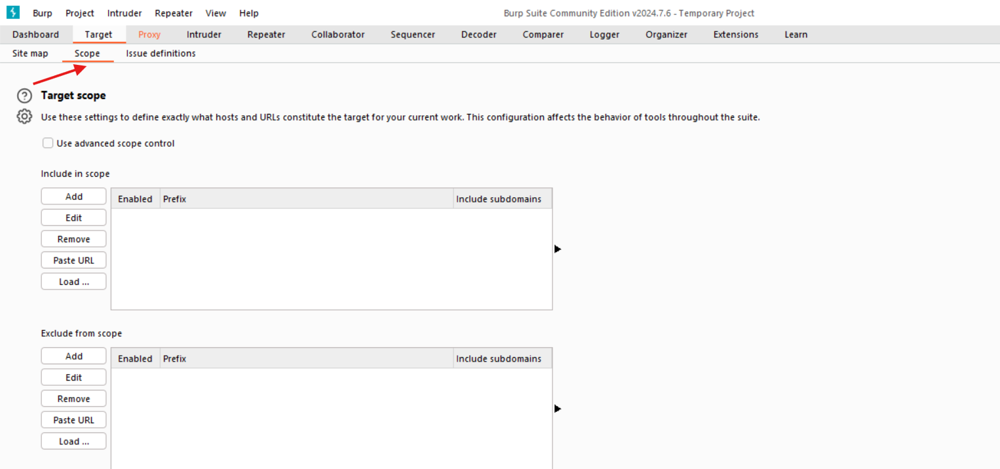 Burp Project Intruder Repeater View Help Burp Suite Community Edition v2024.7.6 - Temporary Project
Dashboard Target Proxy Intruder Repeater Collaborator Sequencer Decoder Comparer Logger Organizer Extensions Learn
Site map Scope Issue definitions
? Target scope
Use these settings to define exactly what hosts and URLs constitute the target for your current work. This configuration affects the behavior of tools throughout the suite.
Use advanced scope control
Include in scope
Add Enabled Prefix Include subdomains
Edit
Remove
Paste URL
Load ...
Exclude from scope
Add Enabled Prefix Include subdomains
Edit
Remove
Paste URL
Load ...